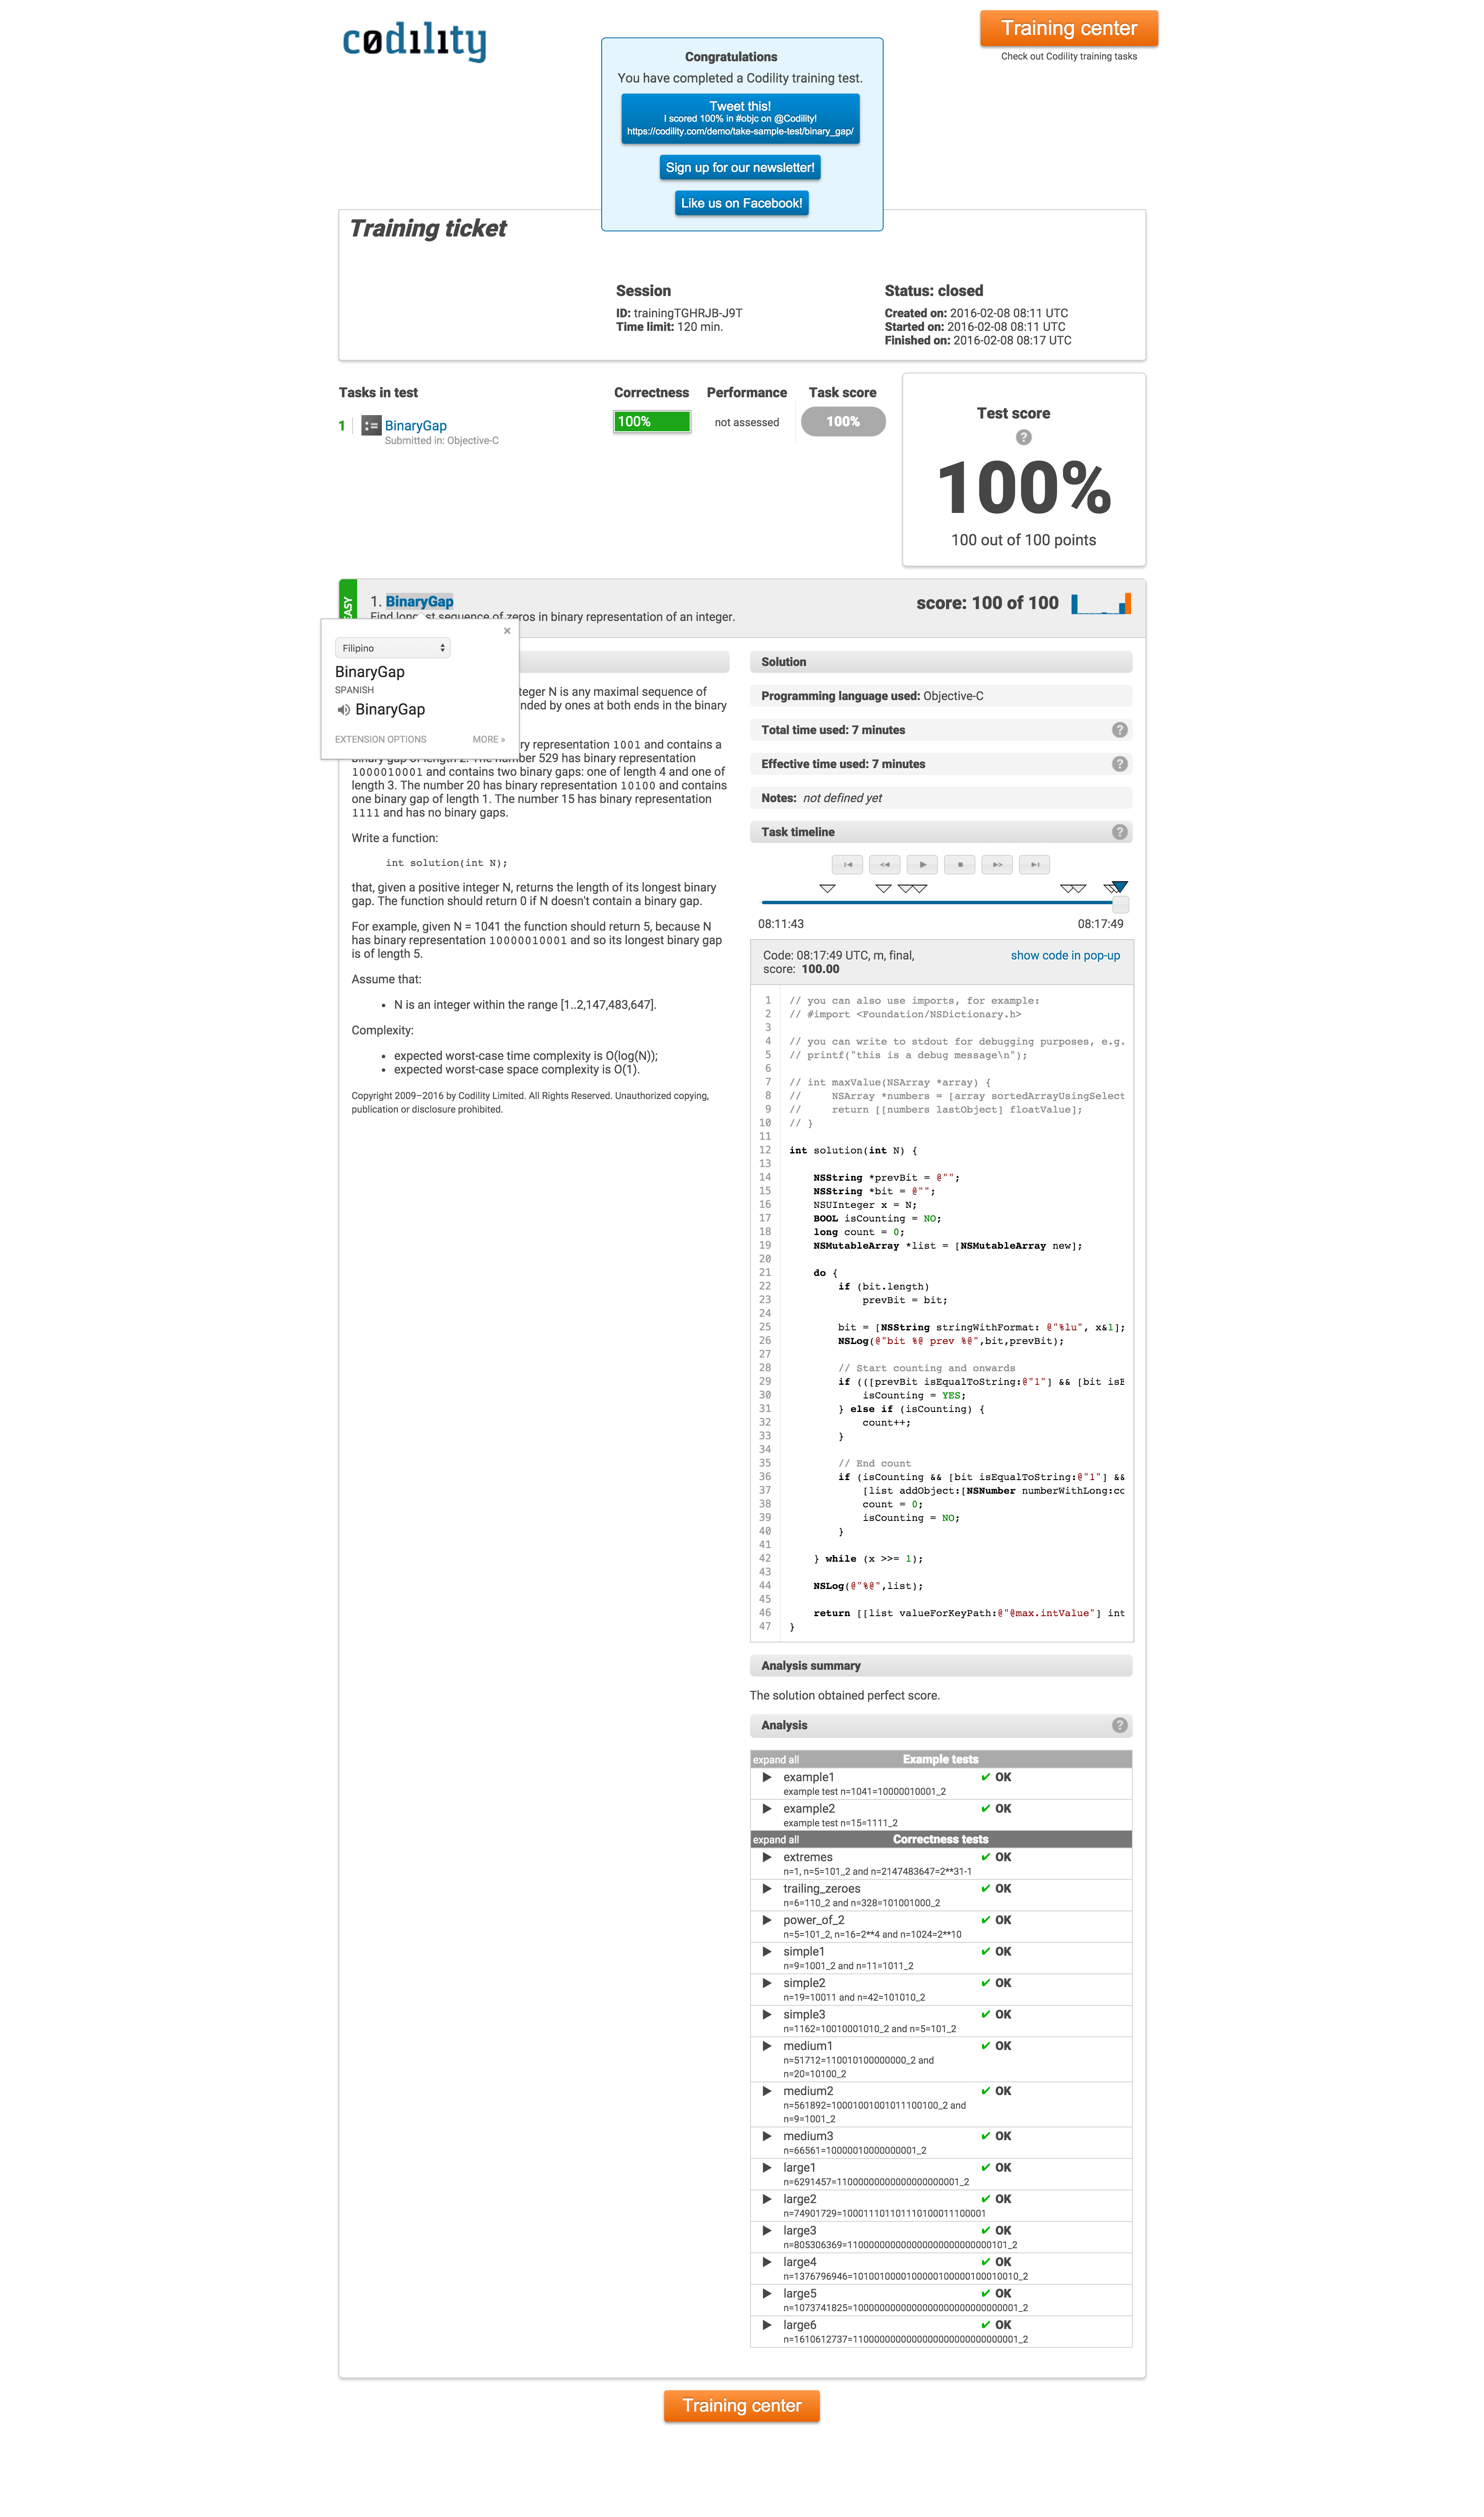 codility
Training center
Check out Codility training tasks
Congratulations
You have completed a Codility training test.
Tweet this!
I scored 100% in #objc on @Codility!
https://codility.com/demo/take-sample-test/binary_gap/
Sign up for our newsletter!
Like us on Facebook!
Training ticket
Session
ID: trainingTGHRJB-J9T
Time limit: 120 min.
Status: closed
Created on: 2016-02-08 08:11 UTC
Started on: 2016-02-08 08:11 UTC
Finished on: 2016-02-08 08:17 UTC
Tasks in test
Correctness
Performance
Task score
1
BinaryGap
Submitted in: Objective-C
100%
not assessed
100%
Test score
?
100%
100 out of 100 points
1. BinaryGap
Find longest sequence of zeros in binary representation of an integer.
score: 100 of 100
×
Filipino
BinaryGap
SPANISH
BinaryGap
EXTENSION OPTIONS
MORE »
teger N is any maximal sequence of
nded by ones at both ends in the binary
ry representation 1001 and contains a
binary gap of length 2. The number 529 has binary representation
1000010001 and contains two binary gaps: one of length 4 and one of
length 3. The number 20 has binary representation 10100 and contains
one binary gap of length 1. The number 15 has binary representation
1111 and has no binary gaps.
Write a function:
int solution(int N);
that, given a positive integer N, returns the length of its longest binary
gap. The function should return 0 if N doesn't contain a binary gap.
For example, given N = 1041 the function should return 5, because N
has binary representation 10000010001 and so its longest binary gap
is of length 5.
Assume that:
• N is an integer within the range [1..2,147,483,647].
Complexity:
• expected worst-case time complexity is O(log(N));
• expected worst-case space complexity is O(1).
Copyright 2009–2016 by Codility Limited. All Rights Reserved. Unauthorized copying,
publication or disclosure prohibited.
Solution
Programming language used: Objective-C
Total time used: 7 minutes ?
Effective time used: 7 minutes ?
Notes: not defined yet
Task timeline ?
08:11:43
08:17:49
Code: 08:17:49 UTC, m, final,
score: 100.00
show code in pop-up
1 // you can also use imports, for example:
2 // #import <Foundation/NSDictionary.h>
3
4 // you can write to stdout for debugging purposes, e.g.
5 // printf("this is a debug message\n");
6
7 // int maxValue(NSArray *array) {
8 //     NSArray *numbers = [array sortedArrayUsingSelect
9 //     return [[numbers lastObject] floatValue];
10 // }
11
12 int solution(int N) {
13
14     NSString *prevBit = @"";
15     NSString *bit = @"";
16     NSUInteger x = N;
17     BOOL isCounting = NO;
18     long count = 0;
19     NSMutableArray *list = [NSMutableArray new];
20
21     do {
22         if (bit.length)
23             prevBit = bit;
24
25         bit = [NSString stringWithFormat: @"%lu", x&1];
26         NSLog(@"bit %@ prev %@",bit,prevBit);
27
28         // Start counting and onwards
29         if (([prevBit isEqualToString:@"1"] && [bit isE
30             isCounting = YES;
31         } else if (isCounting) {
32             count++;
33         }
34
35         // End count
36         if (isCounting && [bit isEqualToString:@"1"] &&
37             [list addObject:[NSNumber numberWithLong:co
38             count = 0;
39             isCounting = NO;
40         }
41
42     } while (x >>= 1);
43
44     NSLog(@"%@",list);
45
46     return [[list valueForKeyPath:@"@max.intValue"] int
47 }
Analysis summary
The solution obtained perfect score.
Analysis ?
expand all Example tests
example1 ✔ OK
example test n=1041=10000010001_2
example2 ✔ OK
example test n=15=1111_2
expand all Correctness tests
extremes ✔ OK
n=1, n=5=101_2 and n=2147483647=2**31-1
trailing_zeroes ✔ OK
n=6=110_2 and n=328=101001000_2
power_of_2 ✔ OK
n=5=101_2, n=16=2**4 and n=1024=2**10
simple1 ✔ OK
n=9=1001_2 and n=11=1011_2
simple2 ✔ OK
n=19=10011 and n=42=101010_2
simple3 ✔ OK
n=1162=10010001010_2 and n=5=101_2
medium1 ✔ OK
n=51712=110010100000000_2 and
n=20=10100_2
medium2 ✔ OK
n=561892=10001001001011100100_2 and
n=9=1001_2
medium3 ✔ OK
n=66561=10000010000000001_2
large1 ✔ OK
n=6291457=11000000000000000000001_2
large2 ✔ OK
n=74901729=100011101101110100011100001
large3 ✔ OK
n=805306369=110000000000000000000000000101_2
large4 ✔ OK
n=1376796946=1010010000100000100000100010010_2
large5 ✔ OK
n=1073741825=1000000000000000000000000000001_2
large6 ✔ OK
n=1610612737=1100000000000000000000000000001_2
Training center